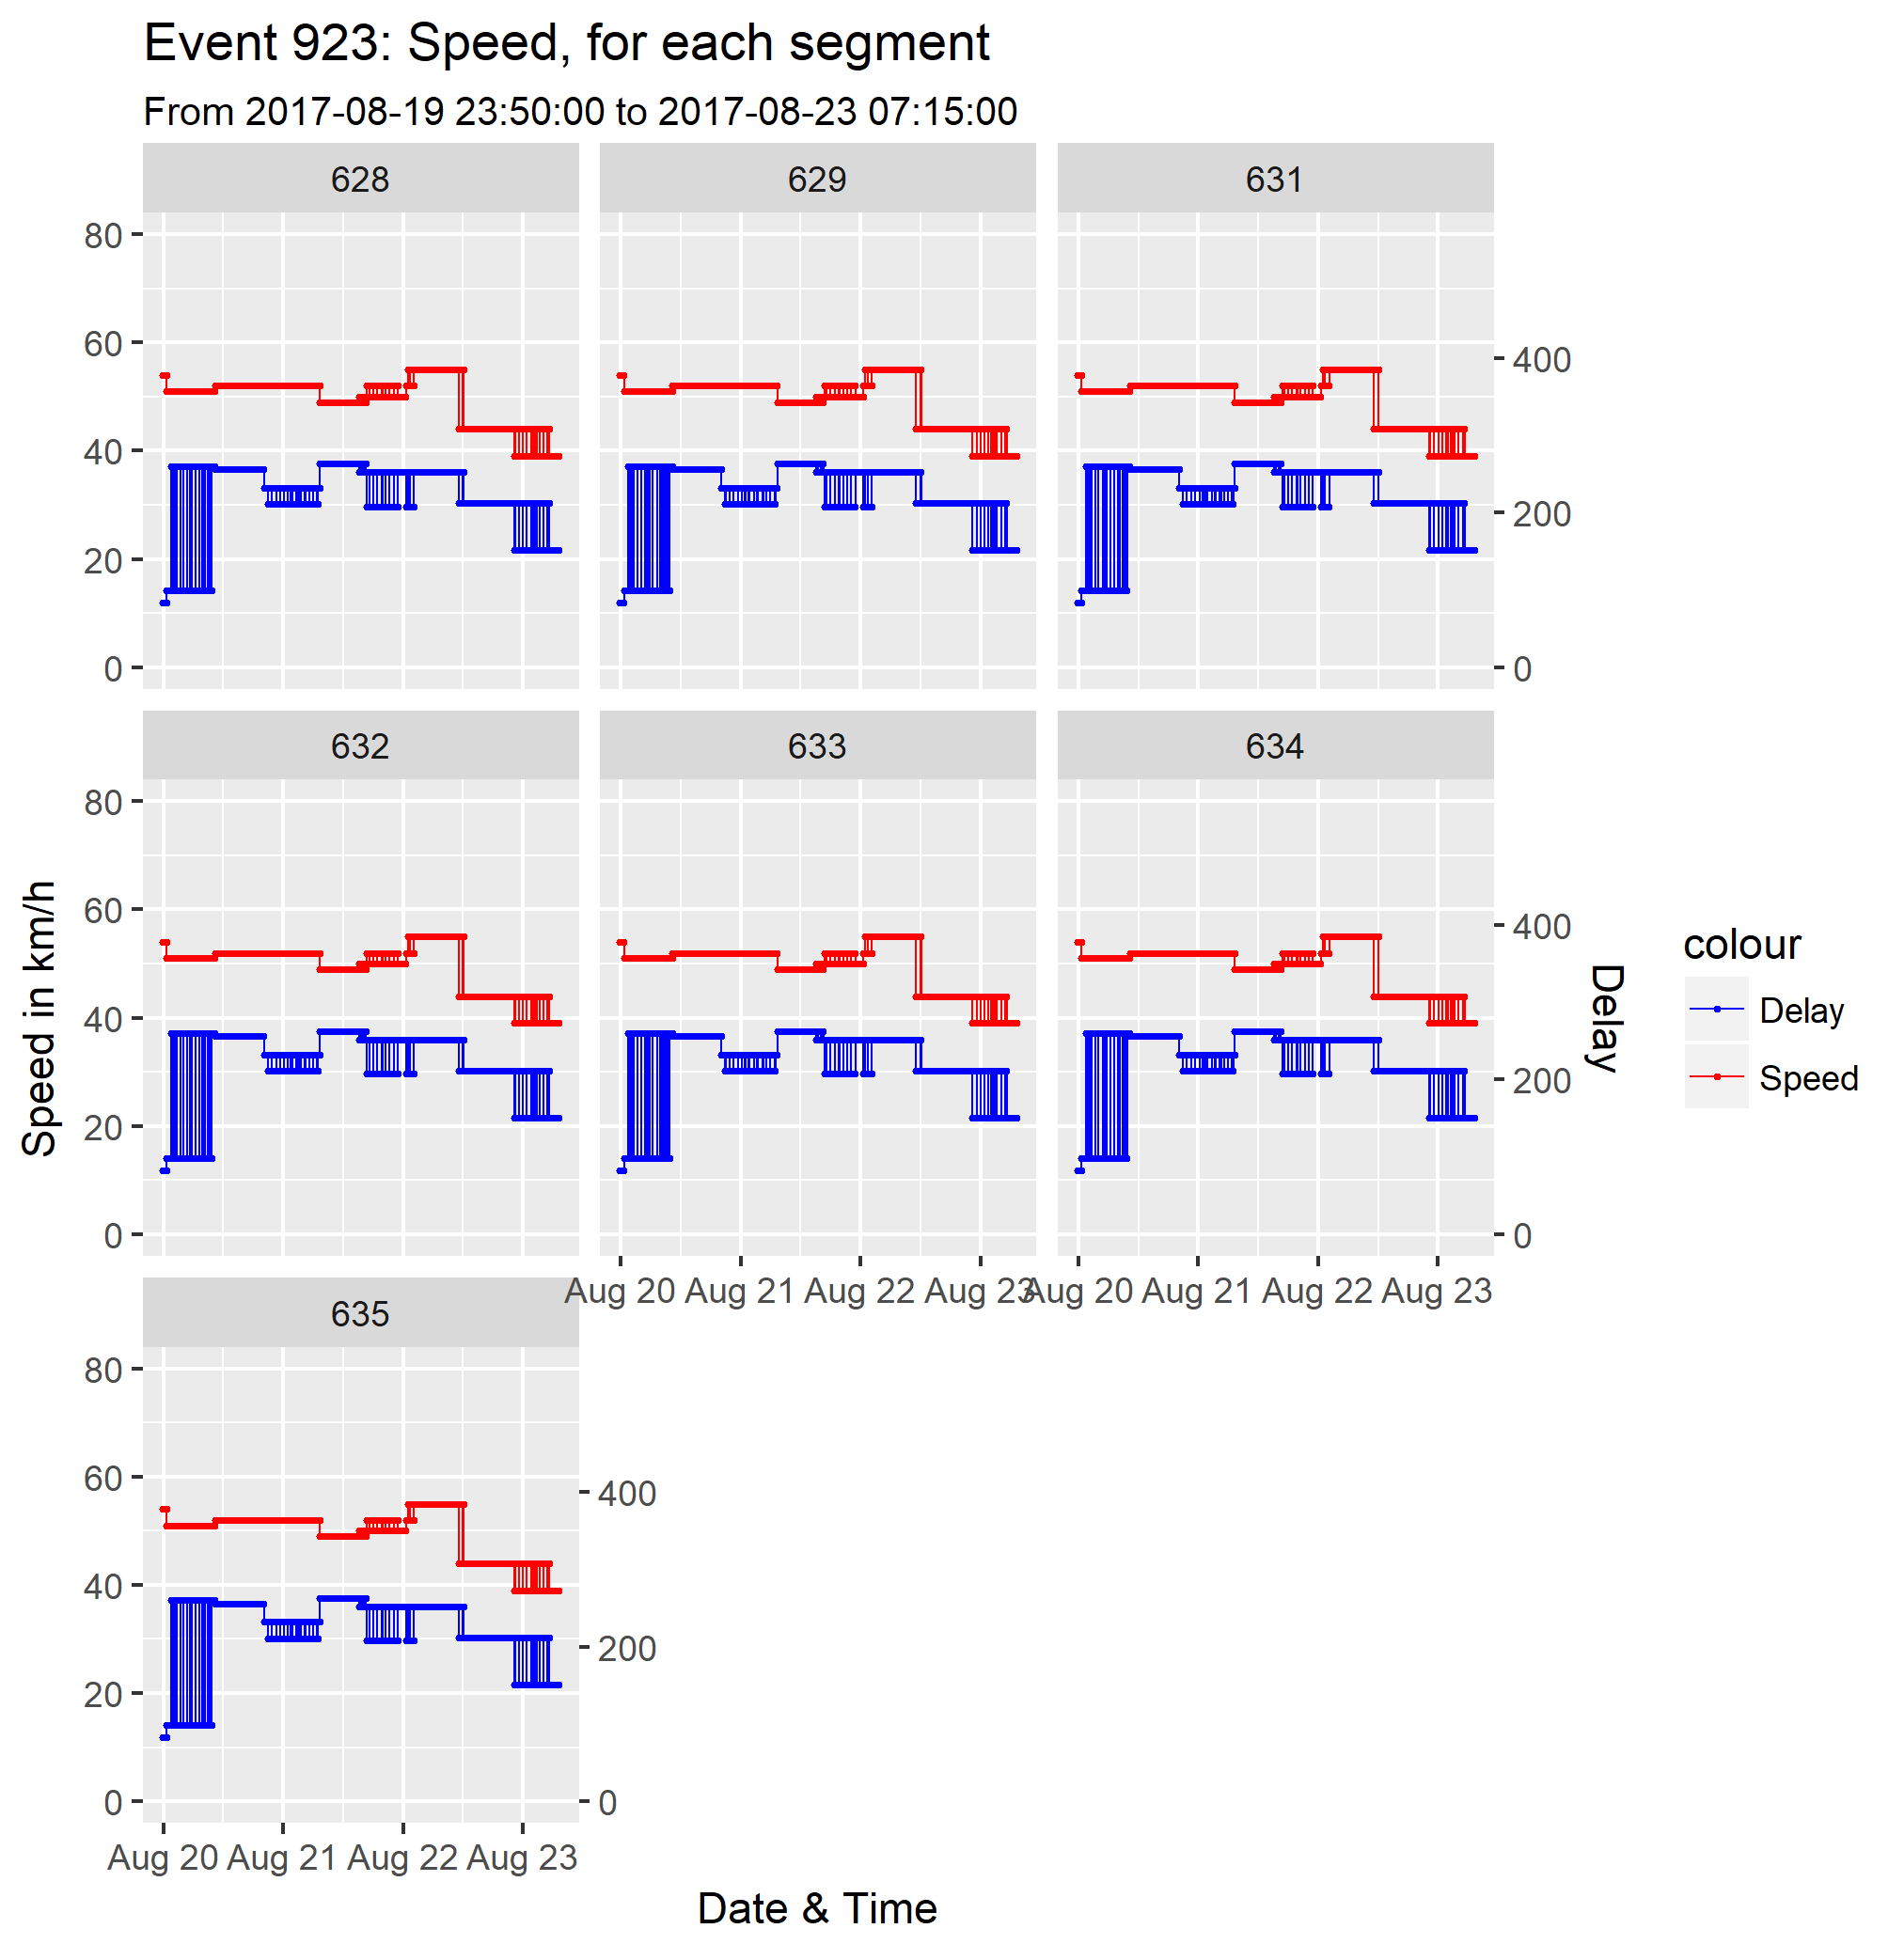 Event 923: Speed, for each segment
From 2017-08-19 23:50:00 to 2017-08-23 07:15:00
628 629 631
80
60
40
20
0
400
200
0
632 633 634
80
60
40
20
0
400
200
0
Aug 20 Aug 21 Aug 22 Aug 23 Aug 20 Aug 21 Aug 22 Aug 23
635
80
60
40
20
0
400
200
0
Aug 20 Aug 21 Aug 22 Aug 23
Date & Time
Speed in km/h
Delay
colour
Delay
Speed